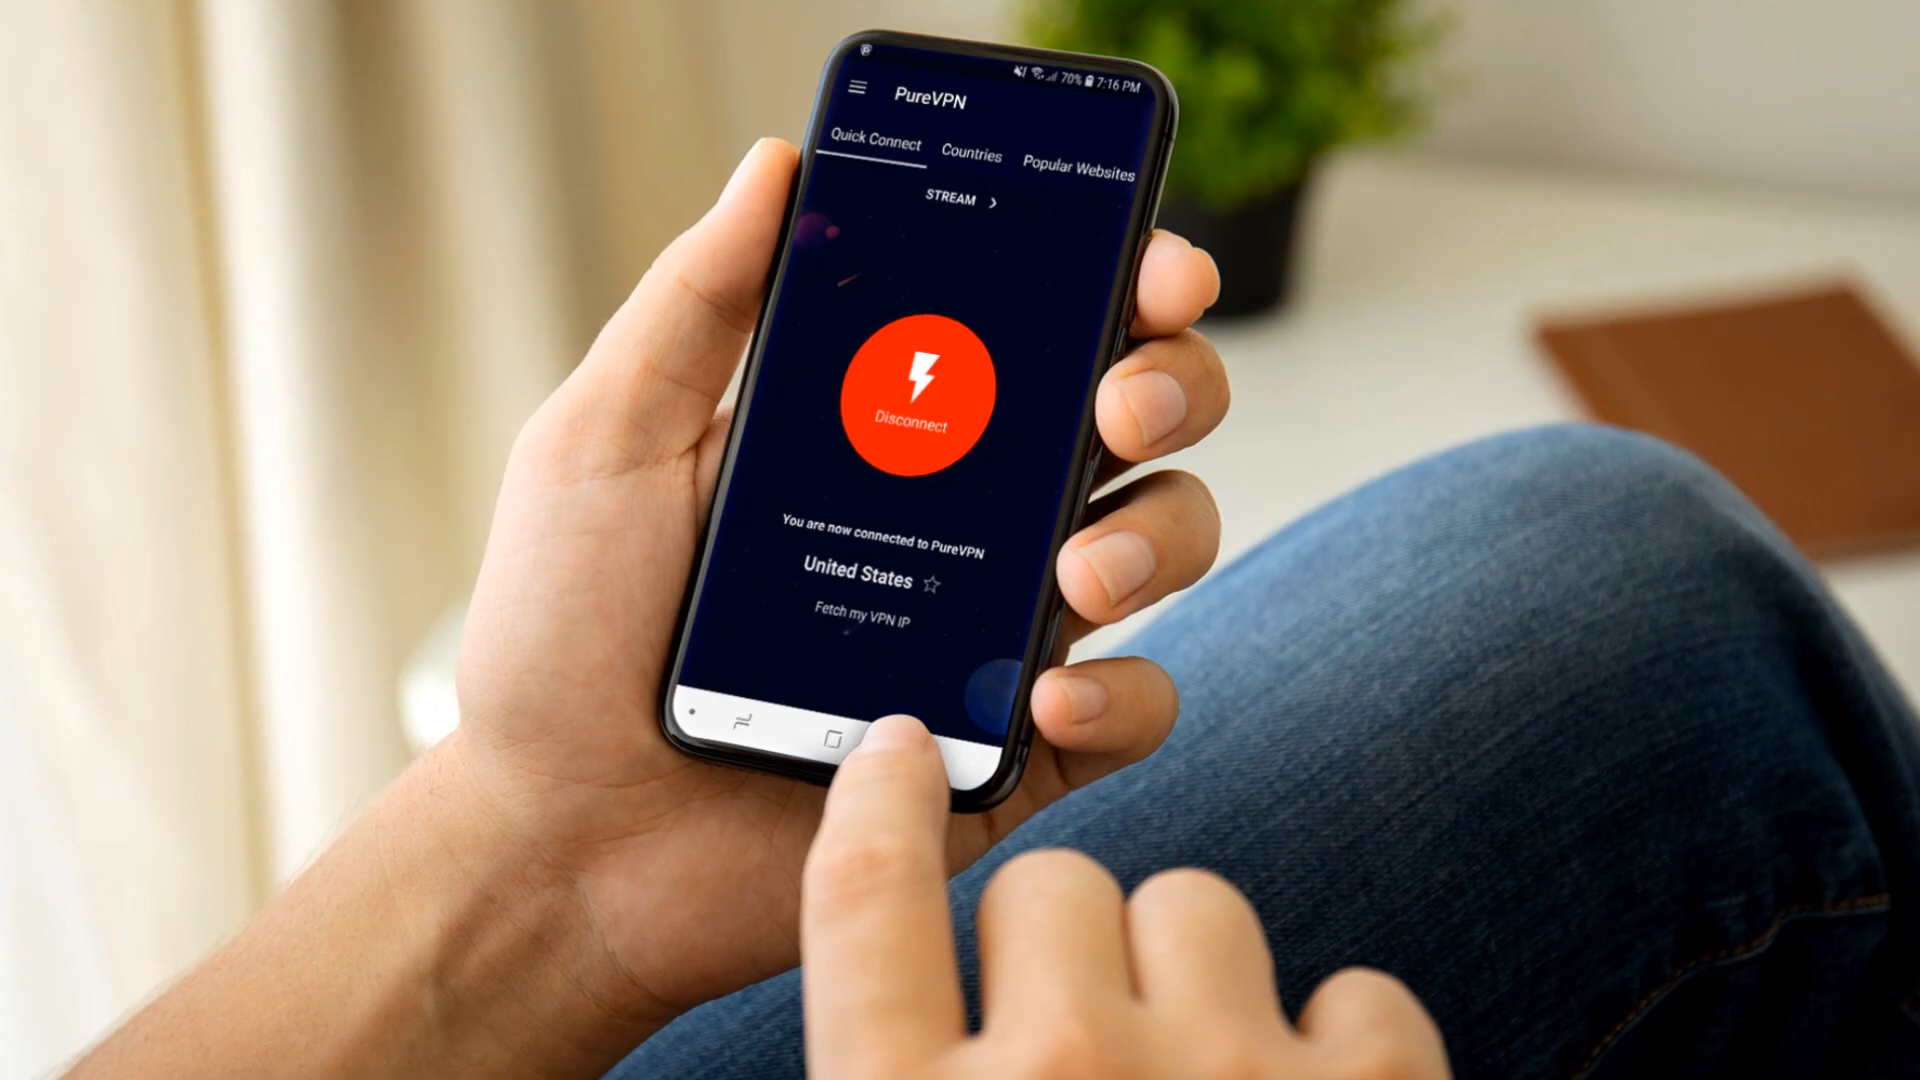 70% 7:16 PM
PureVPN
Quick Connect Countries Popular Websites
STREAM
Disconnect
You are now connected to PureVPN
United States
Fetch my VPN IP